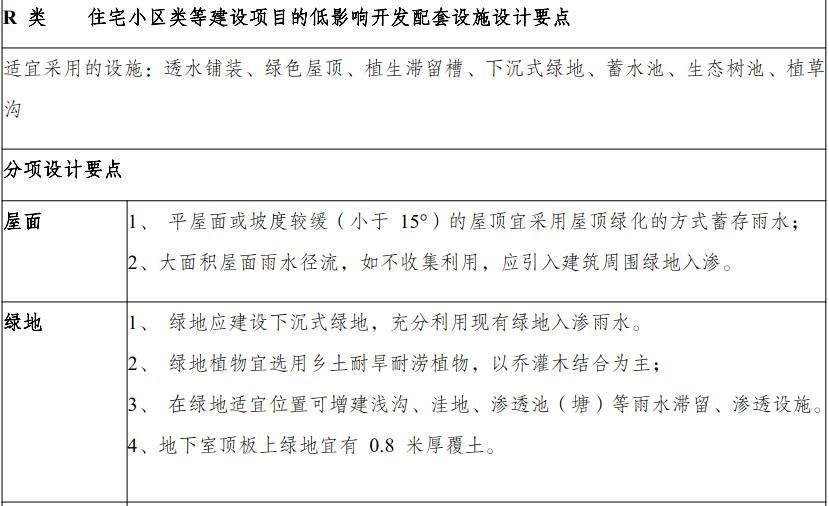 R 类 住宅小区类等建设项目的低影响开发配套设施设计要点
适宜采用的设施：透水铺装、绿色屋顶、植生滞留槽、下沉式绿地、蓄水池、生态树池、植草
沟
分项设计要点
屋面
1、 平屋面或坡度较缓（小于 15°）的屋顶宜采用屋顶绿化的方式蓄存雨水；
2、大面积屋面雨水径流，如不收集利用，应引入建筑周围绿地入渗。
绿地
1、 绿地应建设下沉式绿地，充分利用现有绿地入渗雨水。
2、 绿地植物宜选用乡土耐旱耐涝植物，以乔灌木结合为主；
3、 在绿地适宜位置可增建浅沟、洼地、渗透池（塘）等雨水滞留、渗透设施。
4、地下室顶板上绿地宜有 0.8 米厚覆土。